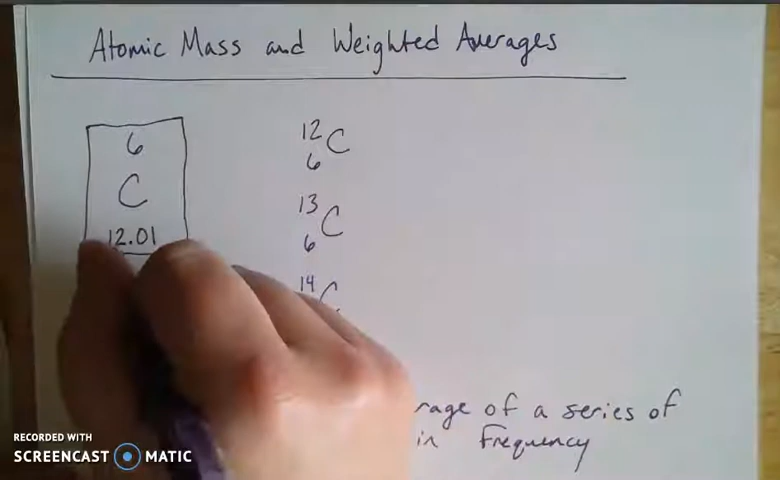 Atomic Mass and Weighted Averages
6
C
12.01
12
6 C
13
6 C
14
C
rage of a series of
in frequency
RECORDED WITH
SCREENCAST MATIC